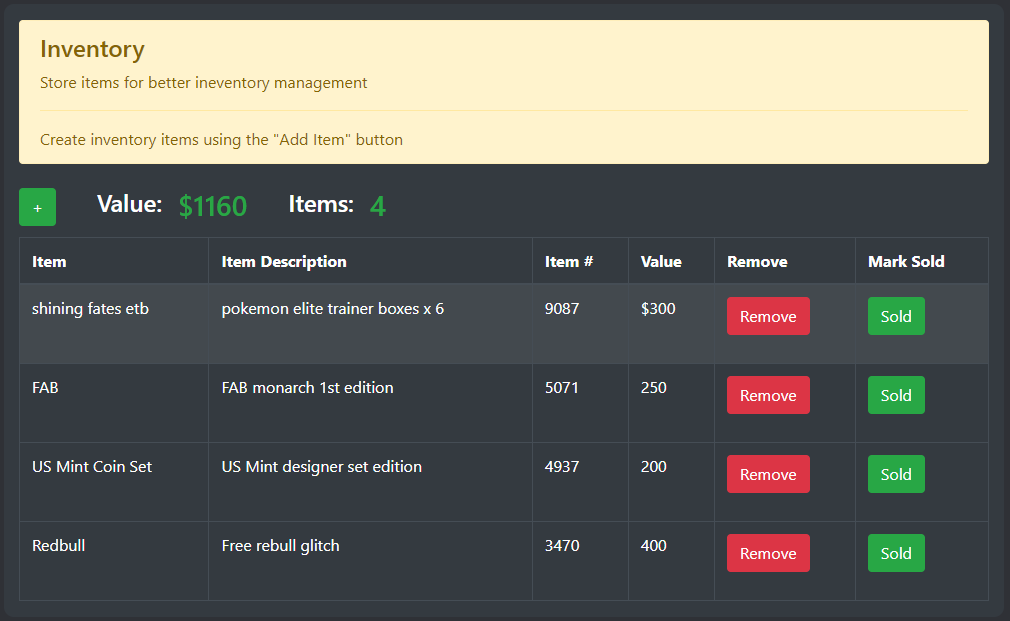 Inventory
Store items for better ineventory management
Create inventory items using the "Add Item" button
+ Value: $1160 Items: 4
Item Item Description Item # Value Remove Mark Sold
shining fates etb pokemon elite trainer boxes x 6 9087 $300 Remove Sold
FAB FAB monarch 1st edition 5071 250 Remove Sold
US Mint Coin Set US Mint designer set edition 4937 200 Remove Sold
Redbull Free rebull glitch 3470 400 Remove Sold